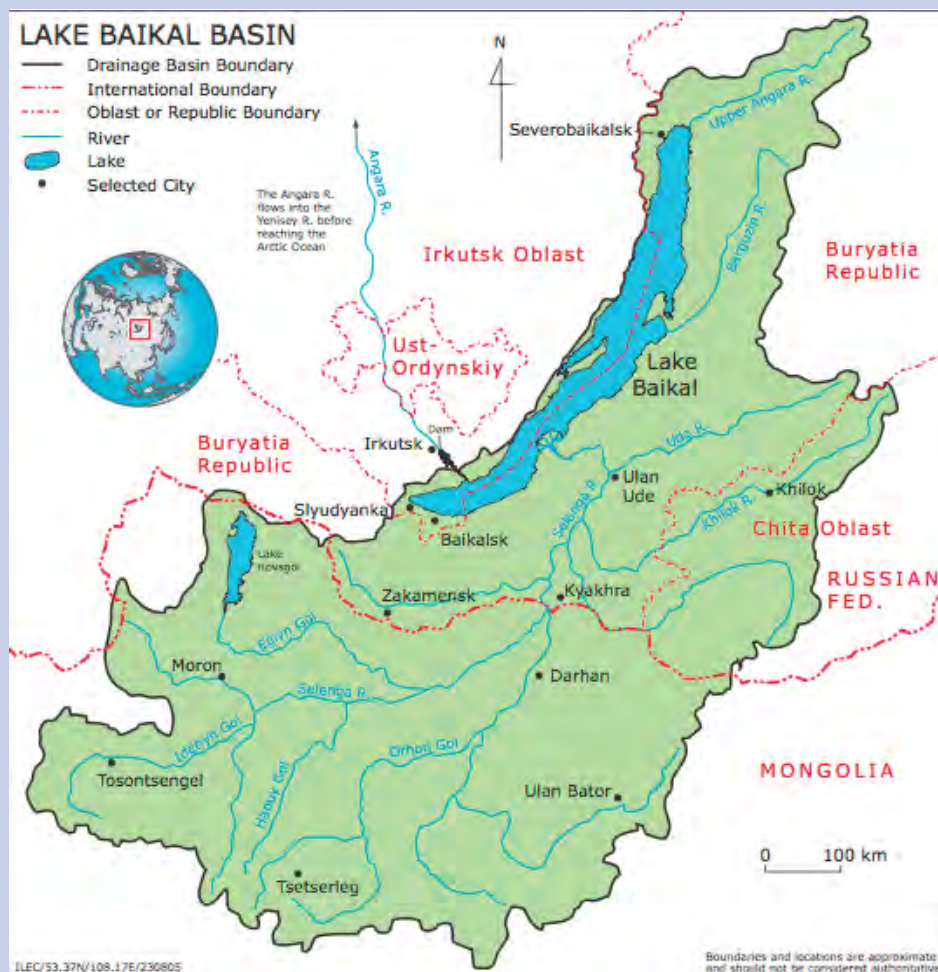 LAKE BAIKAL BASIN
Drainage Basin Boundary
International Boundary
Oblast or Republic Boundary
River
Lake
Selected City
N
The Angara R.
flows into the
Yenisey R. before
reaching the
Arctic Ocean
Angara R.
Severobaikalsk
Upper Angara R.
Barguzin R.
Irkutsk Oblast
Buryatia
Republic
Ust-
Ordynskiy
Lake
Baikal
Dam
Irkutsk
Buryatia
Republic
Uda R.
Ulan
Ude
Khilok
Khilok R.
Selenga R.
Slyudyanka
Baikalsk
Chita Oblast
Lake
Hovsgol
Zakamensk
Kyakhra
RUSSIAN
FED.
Egiyn Gol
Moron
Selenga R.
Darhan
Ideriyn Gol
Orhon Gol
Tosontsengel
Hanuy Gol
Ulan Bator
MONGOLIA
0 100 km
Tsetserleg
ILEC/53.37N/108.17E/230805
Boundaries and locations are approximate
and should not be considered authoritative